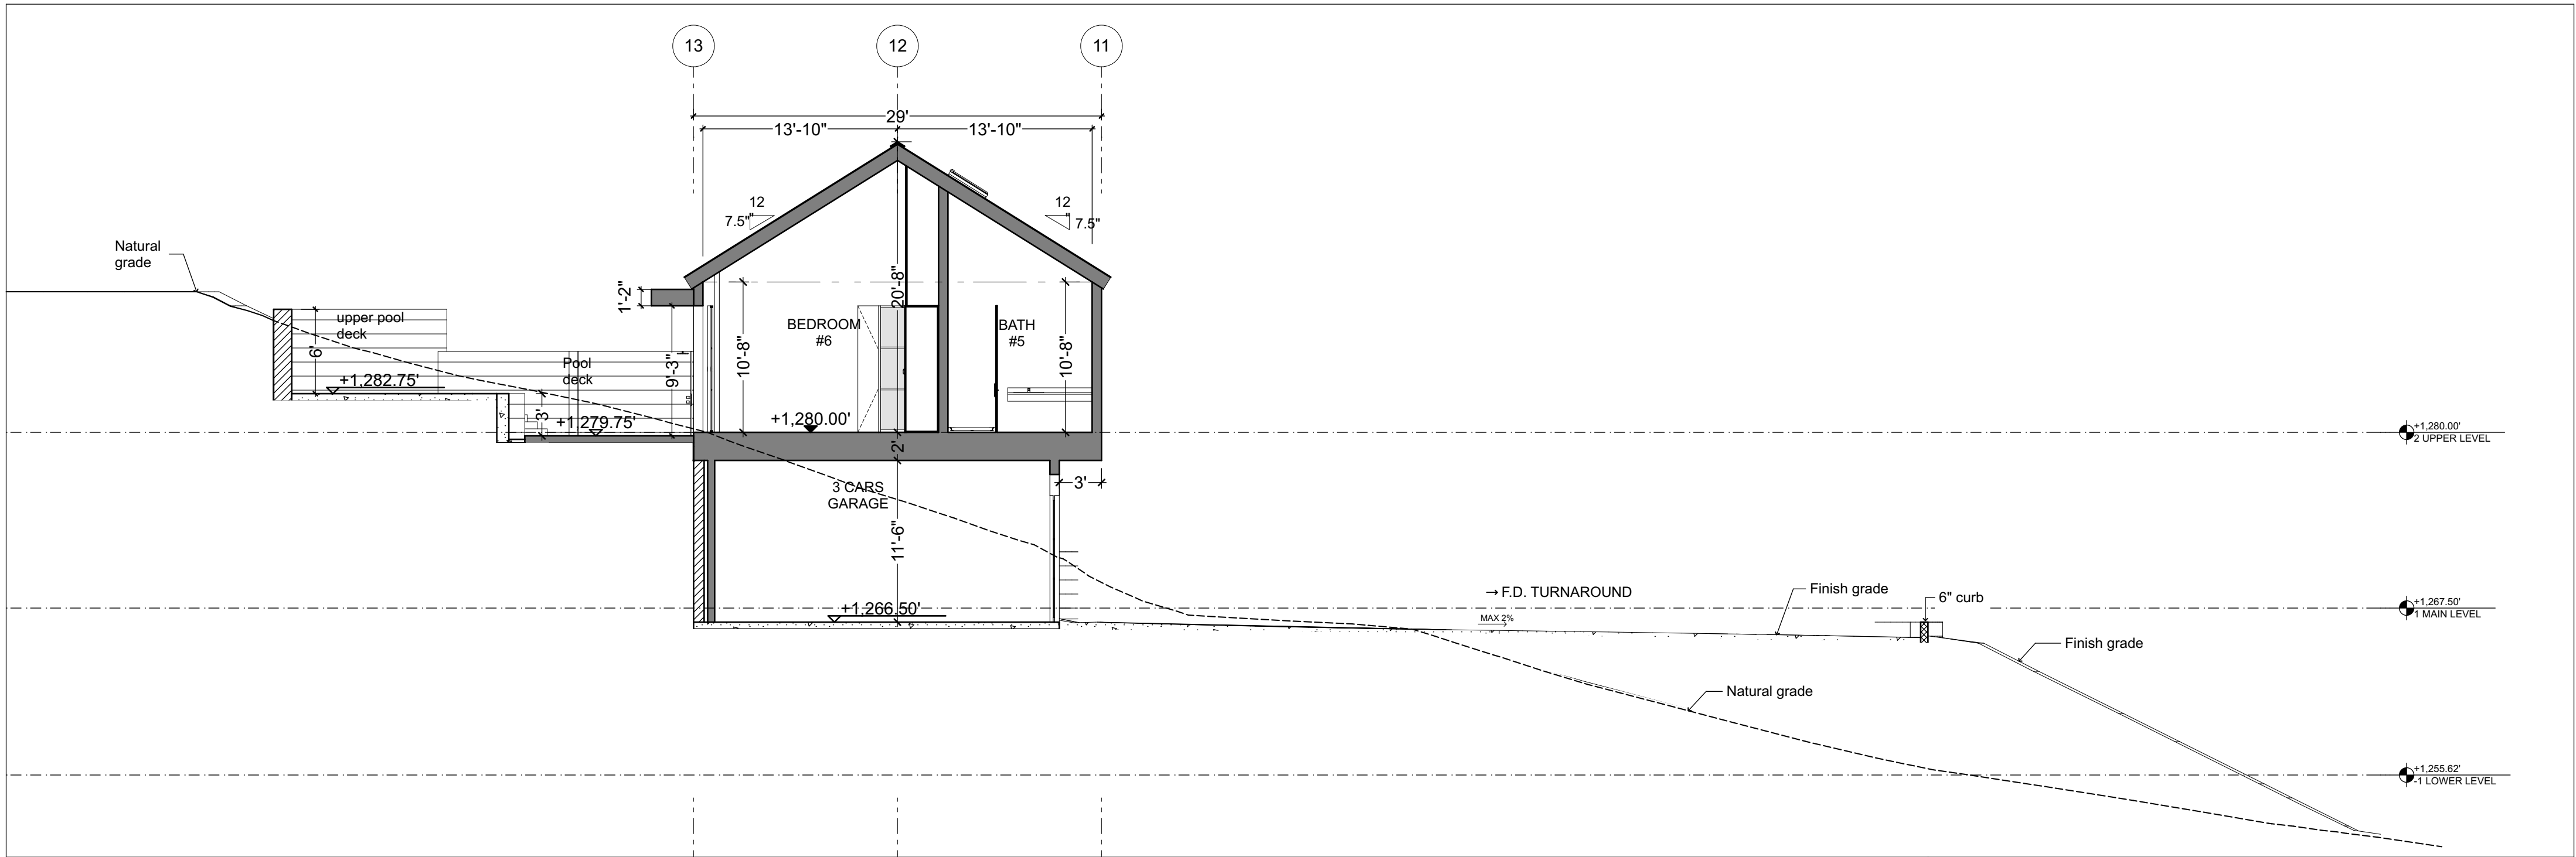 13
12
11
29'
13'-10"
13'-10"
12
7.5"
12
7.5"
Natural
grade
1'-2"
20'-8"
upper pool
deck
6'
BEDROOM
#6
BATH
#5
10'-8"
10'-8"
9'-3"
Pool
deck
+1,282.75'
3'
+1,279.75'
+1,280.00'
+1,280.00'
2 UPPER LEVEL
2'
3'
3 CARS
GARAGE
11'-6"
→ F.D. TURNAROUND
Finish grade
6" curb
+1,266.50'
+1,267.50'
1 MAIN LEVEL
MAX 2%
Finish grade
Natural grade
+1,255.62'
-1 LOWER LEVEL